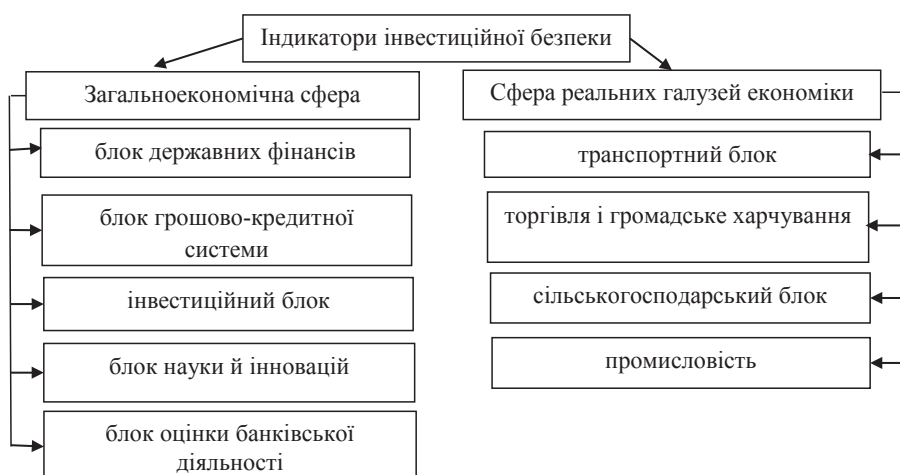 Індикатори інвестиційної безпеки
Загальноекономічна сфера
блок державних фінансів
блок грошово-кредитної
системи
інвестиційний блок
блок науки й інновацій
блок оцінки банківської
діяльності
Сфера реальних галузей економіки
транспортний блок
торгівля і громадське харчування
сільськогосподарський блок
промисловість